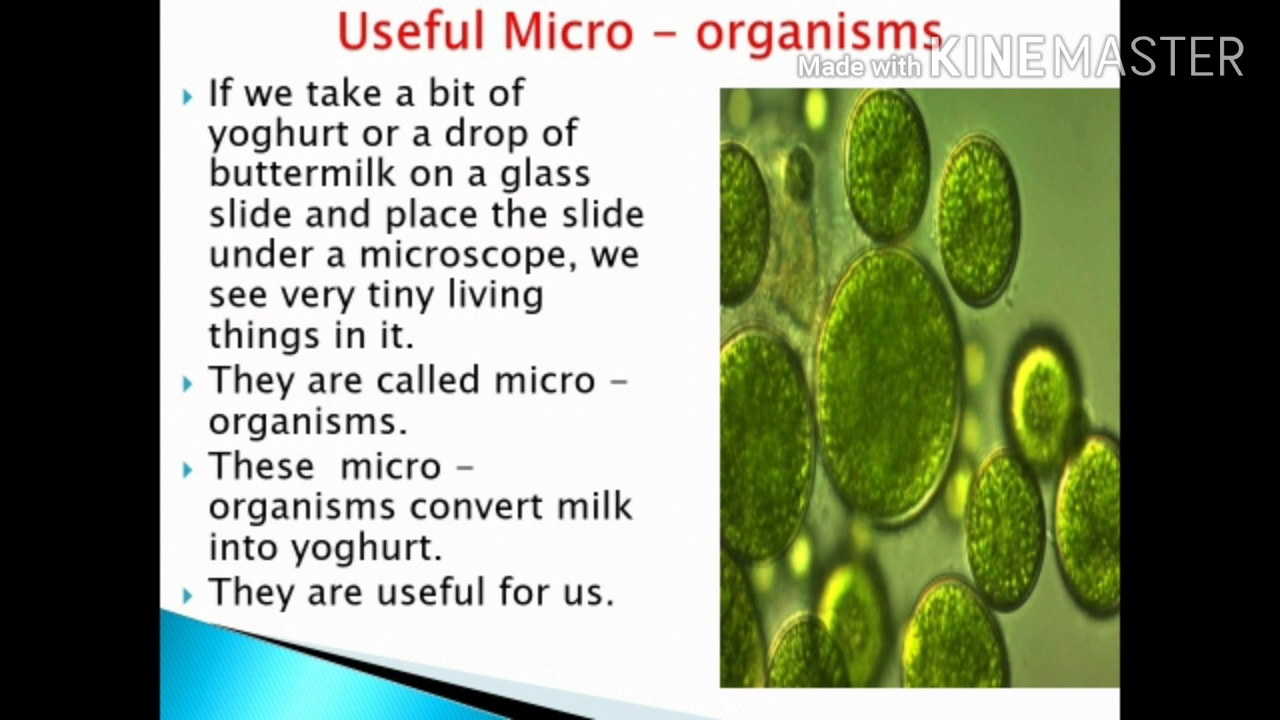 Useful Micro – organisms
Made with KINEMASTER
If we take a bit of
yoghurt or a drop of
buttermilk on a glass
slide and place the slide
under a microscope, we
see very tiny living
things in it.
They are called micro –
organisms.
These  micro –
organisms convert milk
into yoghurt.
They are useful for us.